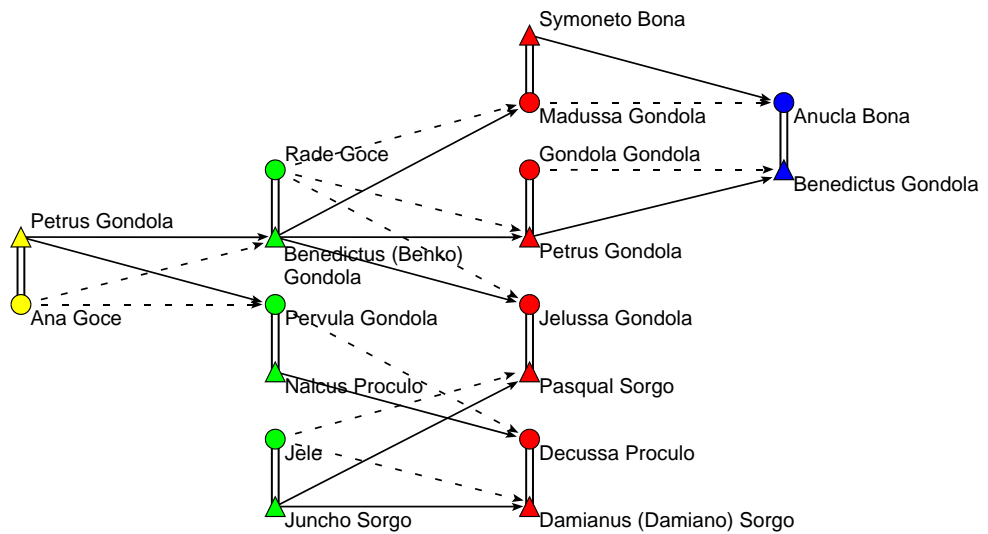 Symoneto Bona
Madussa Gondola
Anucla Bona
Rade Goce
Gondola Gondola
Benedictus Gondola
Petrus Gondola
Benedictus (Benko)
Gondola
Petrus Gondola
Ana Goce
Pervula Gondola
Jelussa Gondola
Nalcus Proculo
Pasqual Sorgo
Jele
Decussa Proculo
Juncho Sorgo
Damianus (Damiano) Sorgo